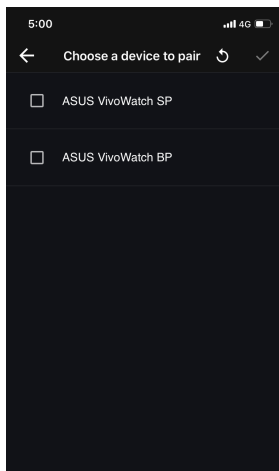 5:00
4G
Choose a device to pair
ASUS VivoWatch SP
ASUS VivoWatch BP